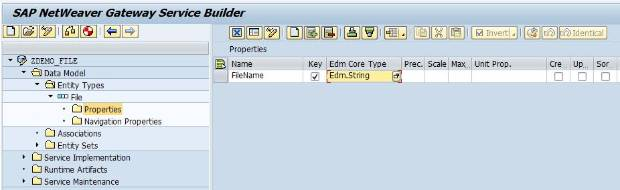 SAP NetWeaver Gateway Service Builder
Invert
Identical
ZDEMO_FILE
Data Model
Entity Types
File
Properties
Navigation Properties
Associations
Entity Sets
Service Implementation
Runtime Artifacts
Service Maintenance
Properties
Name Key Edm Core Type Prec. Scale Max_ Unit Prop. Cre Up_ Sor
FileName Edm.String